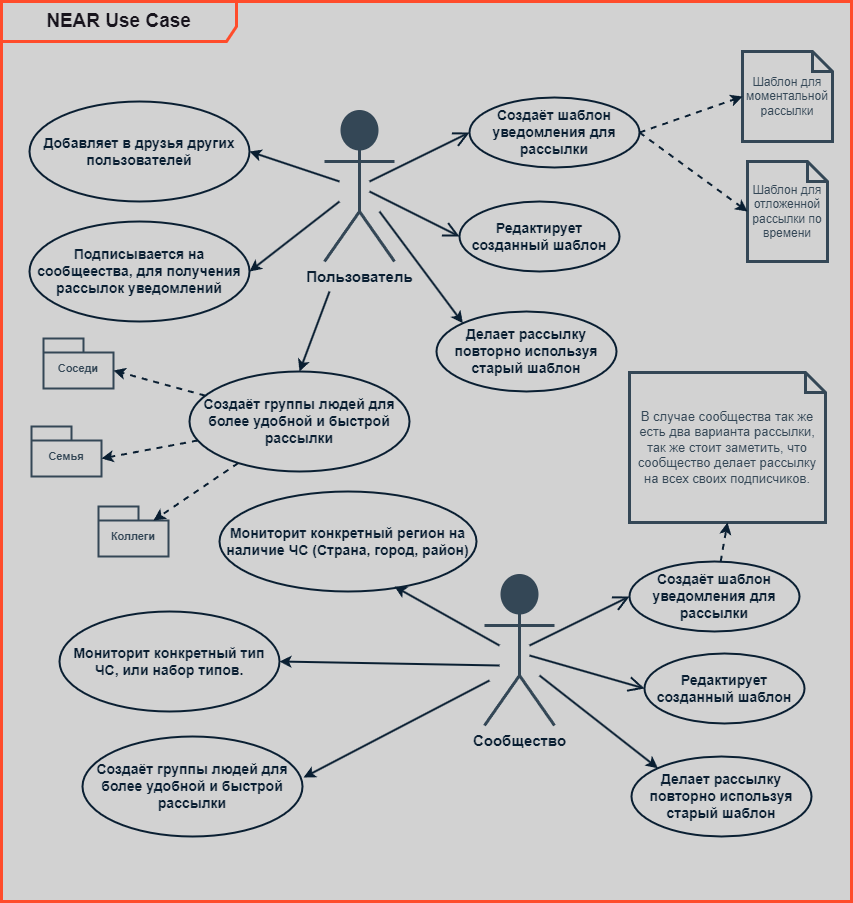 NEAR Use Case
Добавляет в друзья других
пользователей
Подписывается на
сообщеества, для получения
рассылок уведомлений
Пользователь
Создаёт шаблон
уведомления для
рассылки
Шаблон для
моментальной
рассылки
Шаблон для
отложенной
рассылки по
времени
Редактирует
созданный шаблон
Делает рассылку
повторно используя
старый шаблон
Создаёт группы людей для
более удобной и быстрой
рассылки
Соседи
Семья
Коллеги
В случае сообщества так же
есть два варианта рассылки,
так же стоит заметить, что
сообщество делает рассылку
на всех своих подписчиков.
Мониторит конкретный регион на
наличие ЧС (Страна, город, район)
Мониторит конкретный тип
ЧС, или набор типов.
Создаёт группы людей для
более удобной и быстрой
рассылки
Сообщество
Создаёт шаблон
уведомления для
рассылки
Редактирует
созданный шаблон
Делает рассылку
повторно используя
старый шаблон